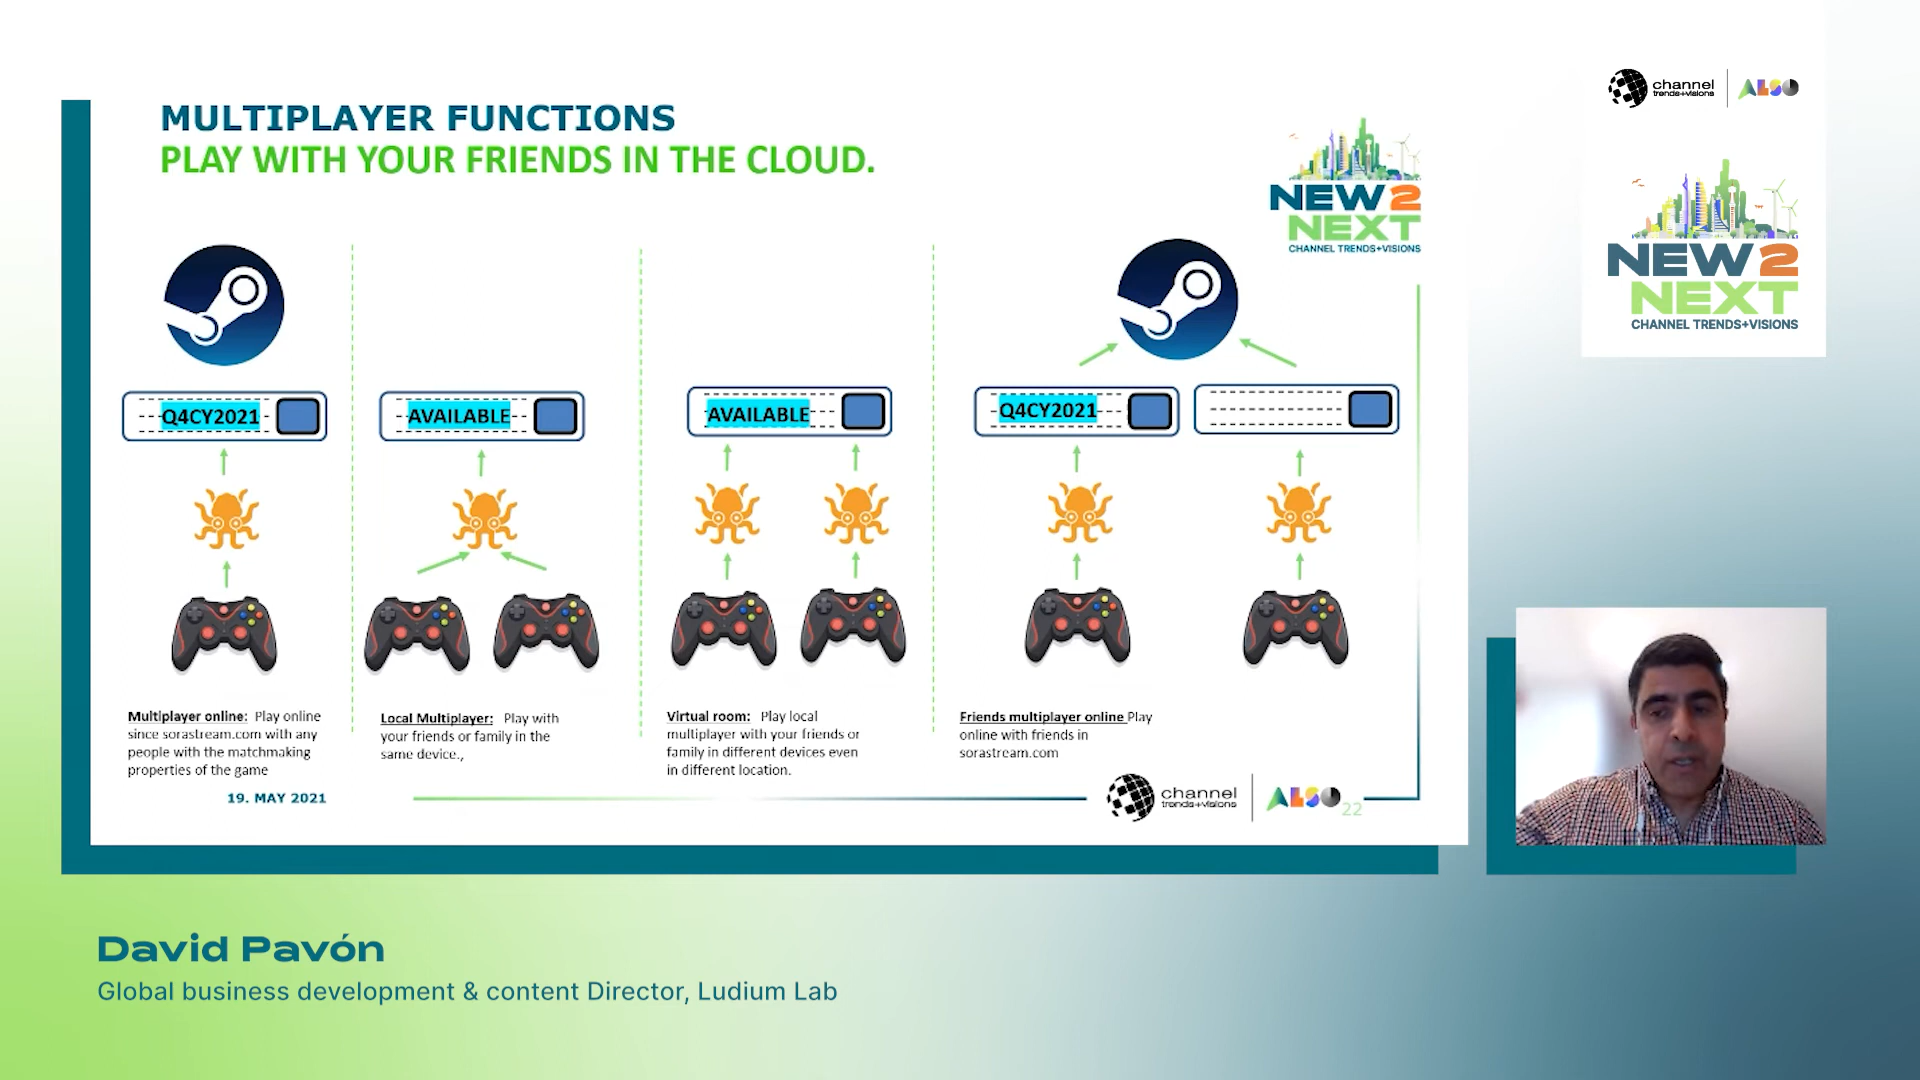 MULTIPLAYER FUNCTIONS
PLAY WITH YOUR FRIENDS IN THE CLOUD.
NEW 2
NEXT
CHANNEL TRENDS+VISIONS
channel
trends+visions
ALSO
NEW 2
NEXT
CHANNEL TRENDS+VISIONS
Q4CY2021
AVAILABLE
AVAILABLE
Q4CY2021
Multiplayer online: Play online
since sorastream.com with any
people with the matchmaking
properties of the game
Local Multiplayer: Play with
your friends or family in the
same device.,
Virtual room: Play local
multiplayer with your friends or
family in different devices even
in different location.
Friends multiplayer online Play
online with friends in
sorastream.com
19. MAY 2021
channel
trends+visions
ALSO
22
David Pavón
Global business development & content Director, Ludium Lab